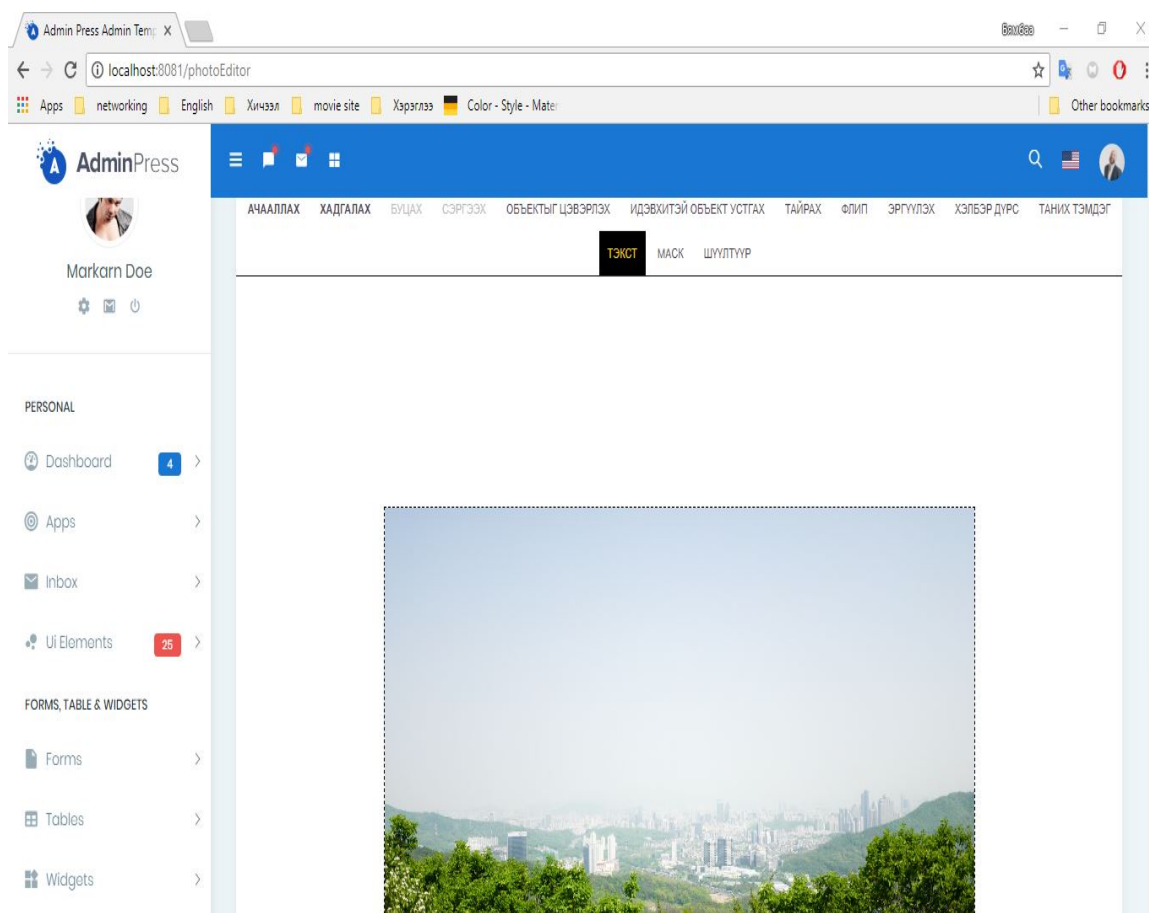 Admin Press Admin Temp
Вахбаа
localhost:8081/photoEditor
Apps networking English Хичээл movie site Хэрэглээ Color - Style - Mater Other bookmarks
AdminPress
АЧААЛЛАХ ХАДГАЛАХ БУЦАХ СЭРГЭЭХ ОБЪЕКТЫГ ЦЭВЭРЛЭХ ИДЭВХИТЭЙ ОБЪЕКТ УСТГАХ ТАЙРАХ ФЛИП ЭРГҮҮЛЭХ ХЭЛБЭР ДҮРС ТАНИХ ТЭМДЭГ
ТЭКСТ МАСК ШҮҮЛТҮҮР
Markarn Doe
PERSONAL
Dashboard 4
Apps
Inbox
Ui Elements 25
FORMS, TABLE & WIDGETS
Forms
Tables
Widgets